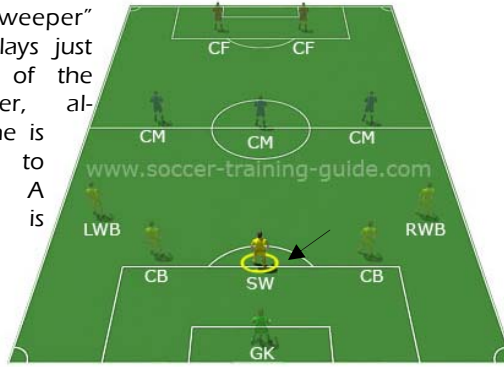 weeper”
lays just
of the
er, al-
ne is
to
A
is
CF CF
CM CM CM
www.soccer-training-guide.com
LWB RWB
CB SW CB
GK